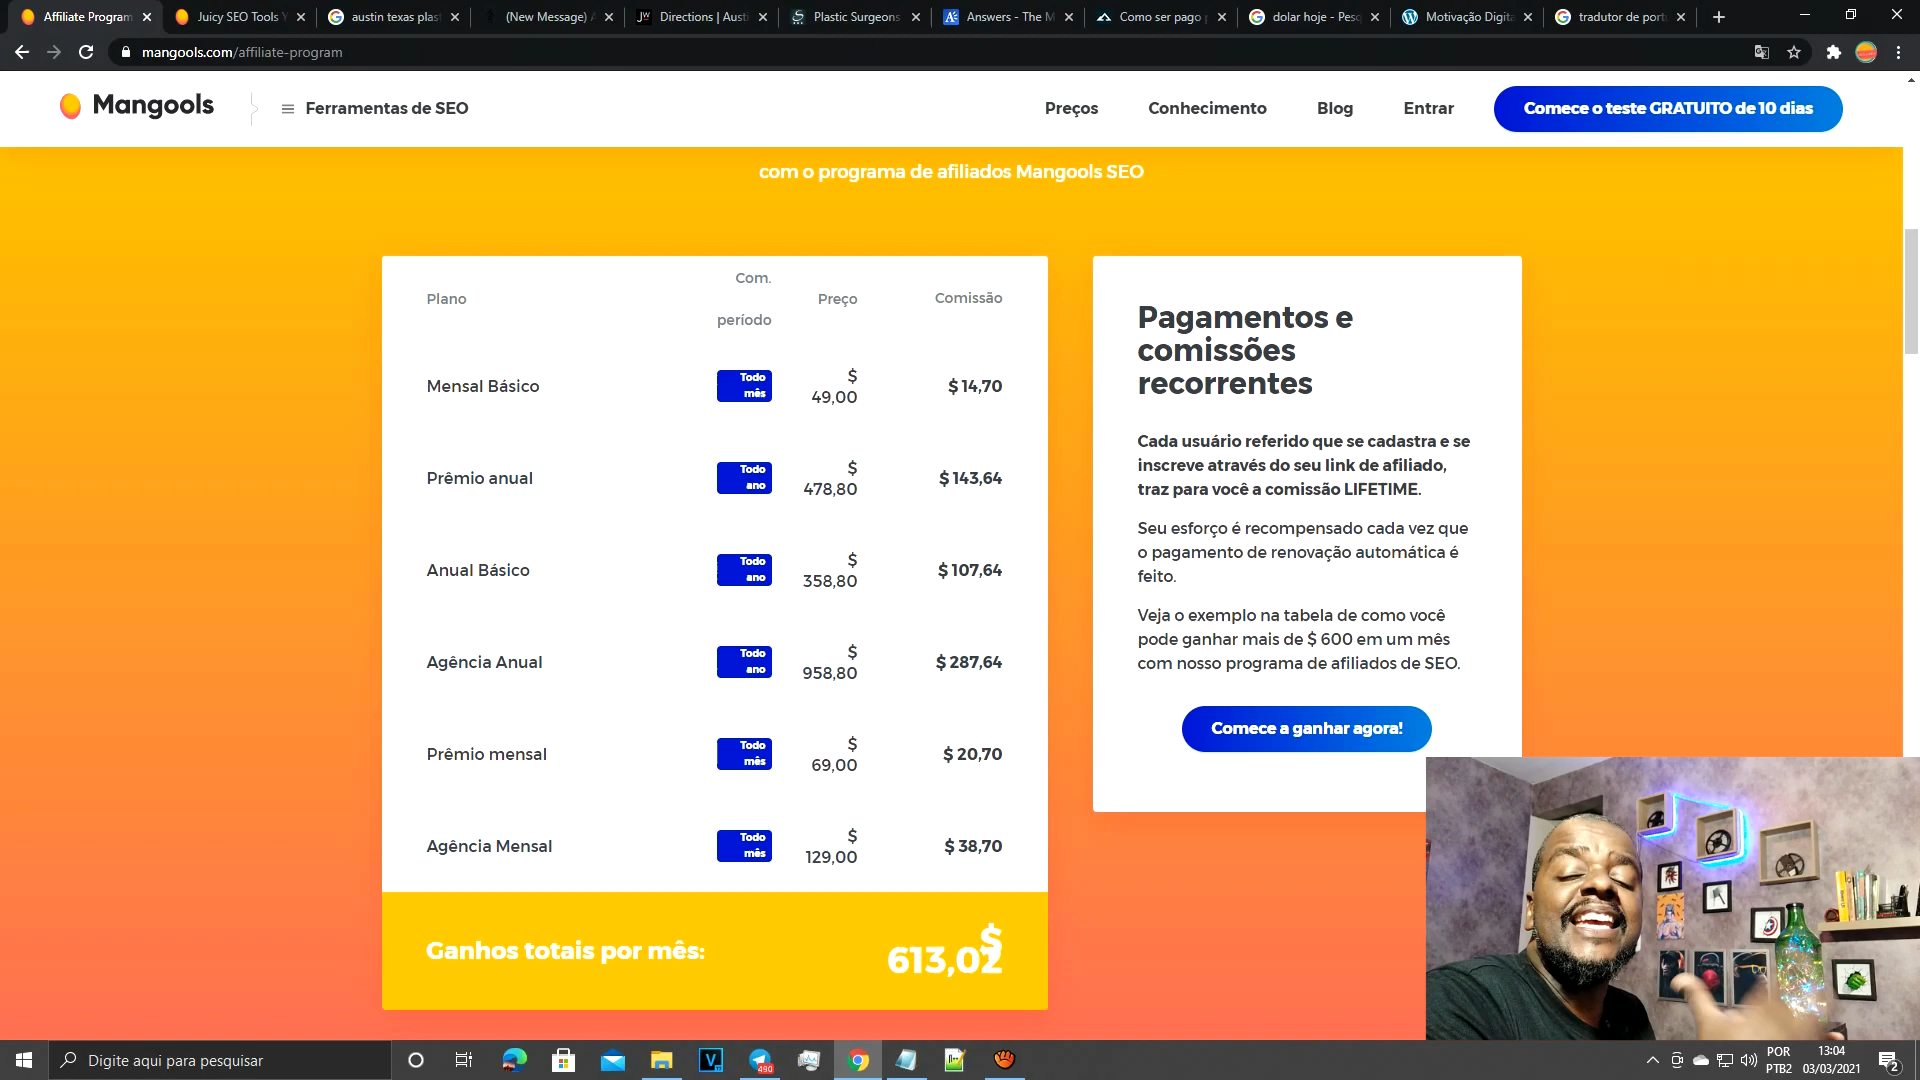 Affiliate Program
Juicy SEO Tools Y
austin texas plast
(New Message) A
Directions | Austi
Plastic Surgeons
Answers - The M
Como ser pago p
dolar hoje - Pesq
Motivação Digita
tradutor de portu
mangools.com/affiliate-program
Mangools
Ferramentas de SEO
Preços
Conhecimento
Blog
Entrar
Comece o teste GRATUITO de 10 dias
com o programa de afiliados Mangools SEO
Plano
Com.
período
Preço
Comissão
Mensal Básico
Todo
mês
$
49,00
$ 14,70
Prêmio anual
Todo
ano
$
478,80
$ 143,64
Anual Básico
Todo
ano
$
358,80
$ 107,64
Agência Anual
Todo
ano
$
958,80
$ 287,64
Prêmio mensal
Todo
mês
$
69,00
$ 20,70
Agência Mensal
Todo
mês
$
129,00
$ 38,70
Ganhos totais por mês:
$
613,02
Pagamentos e
comissões
recorrentes
Cada usuário referido que se cadastra e se
inscreve através do seu link de afiliado,
traz para você a comissão LIFETIME.
Seu esforço é recompensado cada vez que
o pagamento de renovação automática é
feito.
Veja o exemplo na tabela de como você
pode ganhar mais de $ 600 em um mês
com nosso programa de afiliados de SEO.
Comece a ganhar agora!
Digite aqui para pesquisar
490
POR
PTB2
13:04
03/03/2021
2